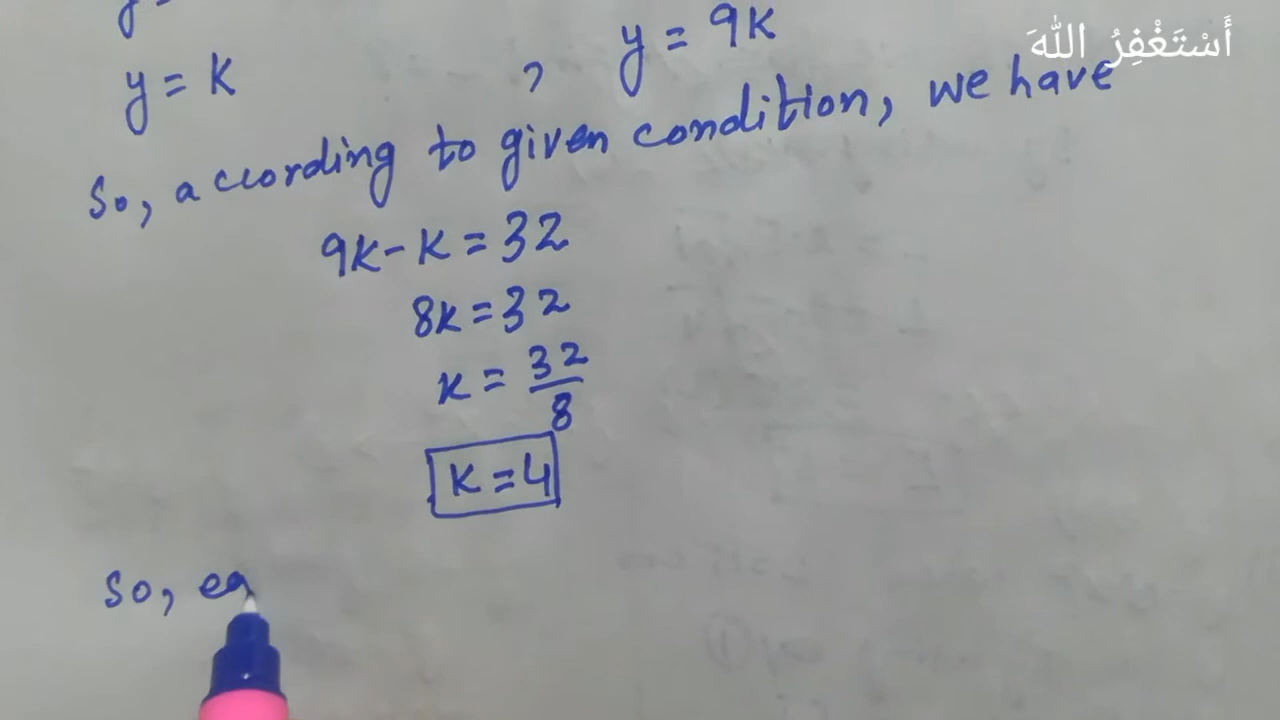 y = k , y = 9k
أَسْتَغْفِرُ اللّٰهَ
So, according to given condition, we have
9k - k = 32
8k = 32
k = 32/8
k = 4
So, eq